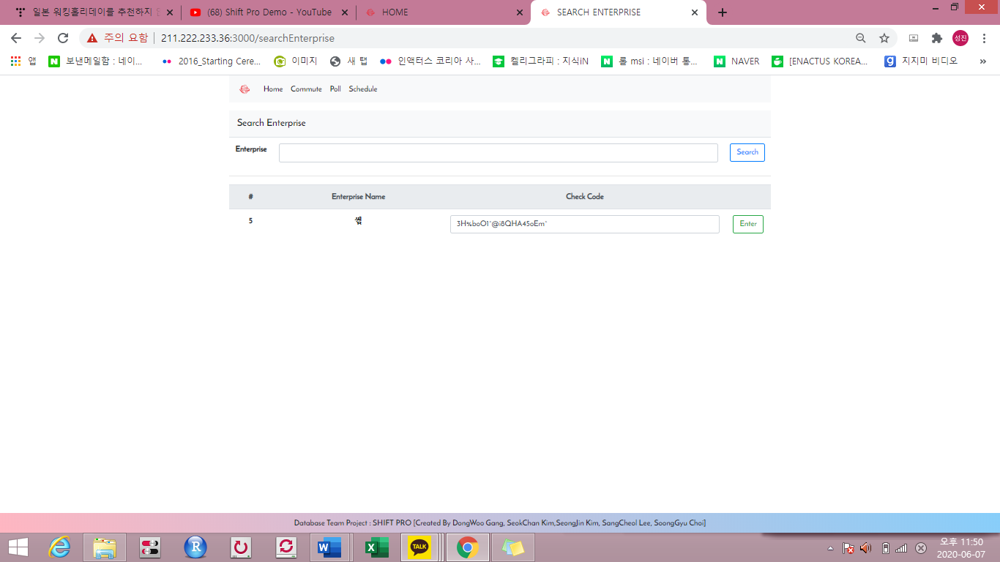 일본 워킹홀리데이를 추천하지
(68) Shift Pro Demo - YouTube
HOME
SEARCH ENTERPRISE
주의 요함
211.222.233.36:3000/searchEnterprise
성진
앱
보낸메일함 : 네이...
2016_Starting Cere...
이미지
새 탭
인액터스 코리아 사...
켈리그라피 : 지식iN
롤 msi : 네이버 통...
NAVER
[ENACTUS KOREA...
지지미 비디오
»
Home Commute Poll Schedule
Search Enterprise
Enterprise
Search
# Enterprise Name Check Code
5 3H%boO1^@i8QHA45oEm^ Enter
Database Team Project : SHIFT PRO [Created By DongWoo Gang, SeokChan Kim,SeongJin Kim, SangCheol Lee, SoongGyu Choi]
TALK
오후 11:50
2020-06-07